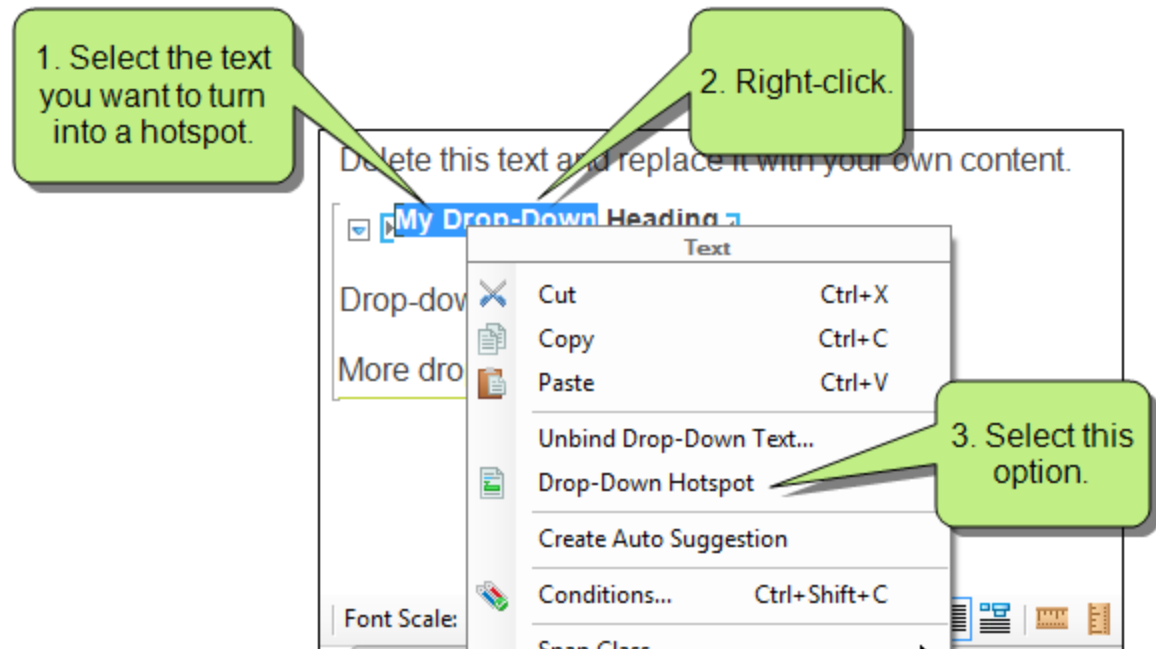 1. Select the text
you want to turn
into a hotspot.
2. Right-click.
Delete this text and replace it with your own content.
My Drop-Down Heading
Text
Drop-dow
Cut Ctrl+X
Copy Ctrl+C
More dro
Paste Ctrl+V
Unbind Drop-Down Text...
3. Select this
option.
Drop-Down Hotspot
Create Auto Suggestion
Conditions... Ctrl+Shift+C
Font Scale:
Span Class